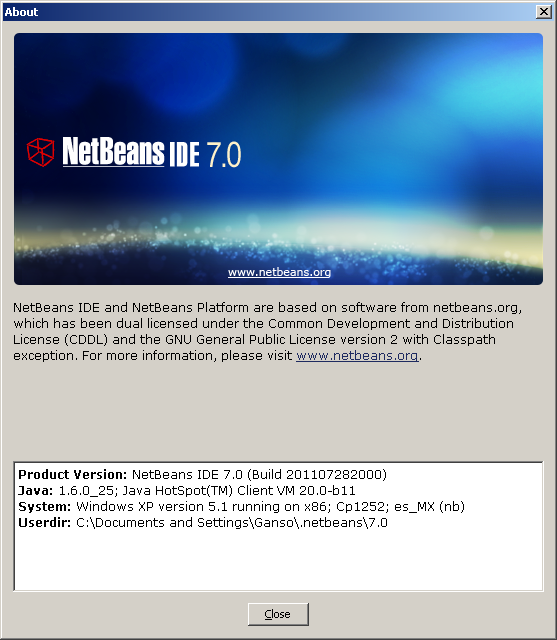 About
NetBeans IDE 7.0
www.netbeans.org
NetBeans IDE and NetBeans Platform are based on software from netbeans.org,
which has been dual licensed under the Common Development and Distribution
License (CDDL) and the GNU General Public License version 2 with Classpath
exception. For more information, please visit www.netbeans.org.
Product Version: NetBeans IDE 7.0 (Build 201107282000)
Java: 1.6.0_25; Java HotSpot(TM) Client VM 20.0-b11
System: Windows XP version 5.1 running on x86; Cp1252; es_MX (nb)
Userdir: C:\Documents and Settings\Ganso\.netbeans\7.0
Close